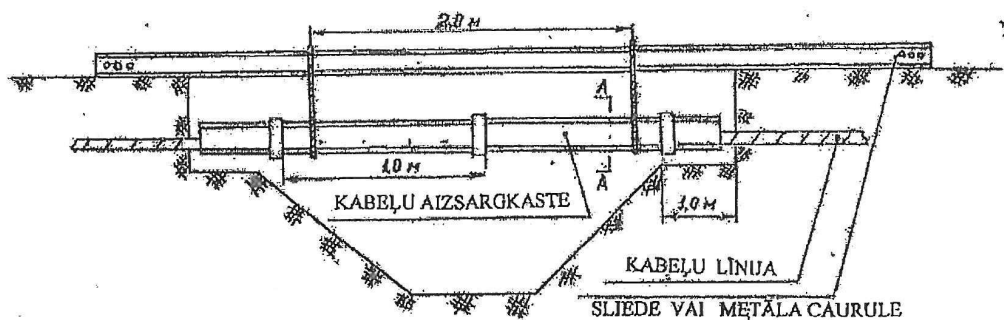 2,0 м
A
1,0 м
A
KABEĻU AIZSARGKASTE
1,0 м
KABEĻU LĪNIJA
SLIEDE VAI METĀLA CAURULE